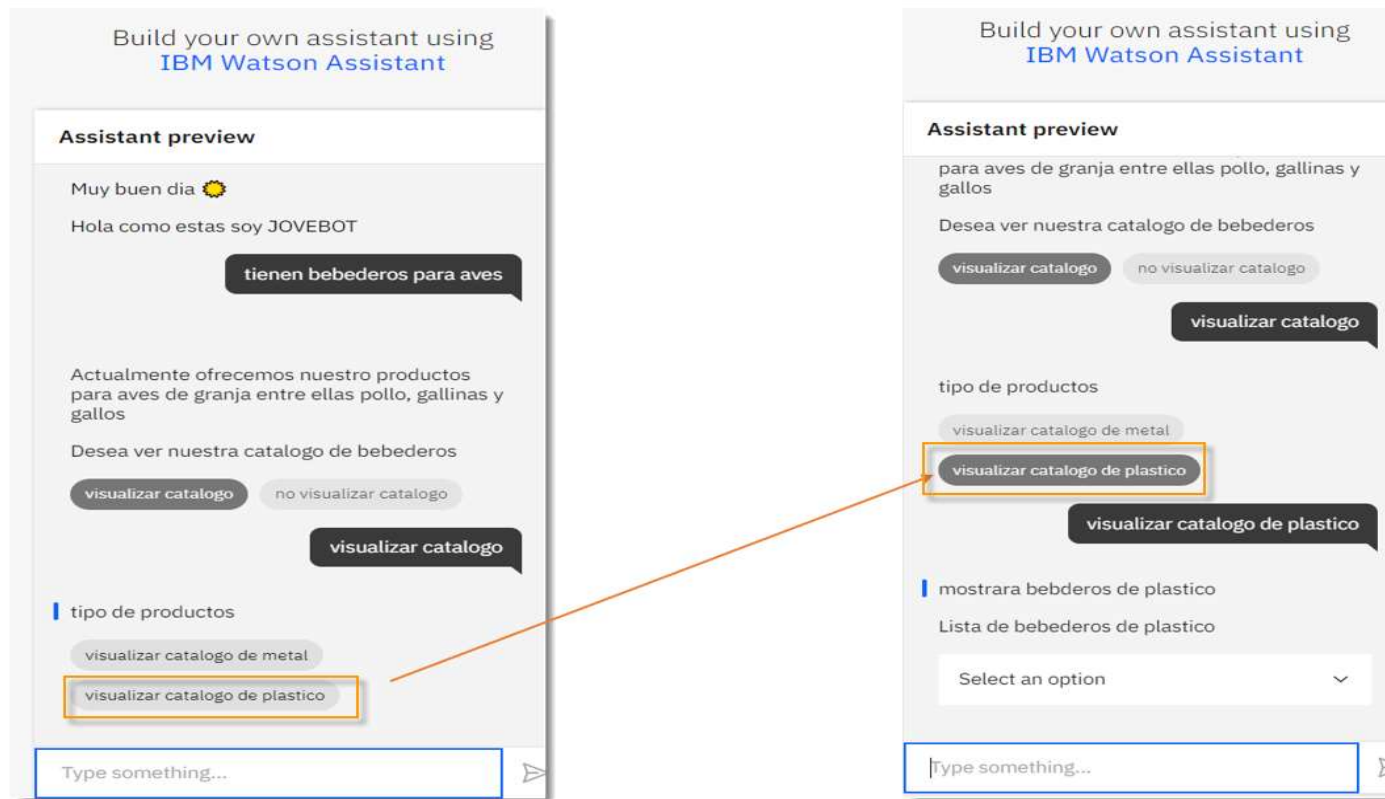 Build your own assistant using
IBM Watson Assistant
Assistant preview
Muy buen dia
Hola como estas soy JOVEBOT
tienen bebederos para aves
Actualmente ofrecemos nuestro productos
para aves de granja entre ellas pollo, gallinas y
gallos
Desea ver nuestra catalogo de bebederos
visualizar catalogo
no visualizar catalogo
visualizar catalogo
tipo de productos
visualizar catalogo de metal
visualizar catalogo de plastico
Type something...
Build your own assistant using
IBM Watson Assistant
Assistant preview
para aves de granja entre ellas pollo, gallinas y
gallos
Desea ver nuestra catalogo de bebederos
visualizar catalogo
no visualizar catalogo
visualizar catalogo
tipo de productos
visualizar catalogo de metal
visualizar catalogo de plastico
visualizar catalogo de plastico
mostrara bebderos de plastico
Lista de bebederos de plastico
Select an option
Type something...